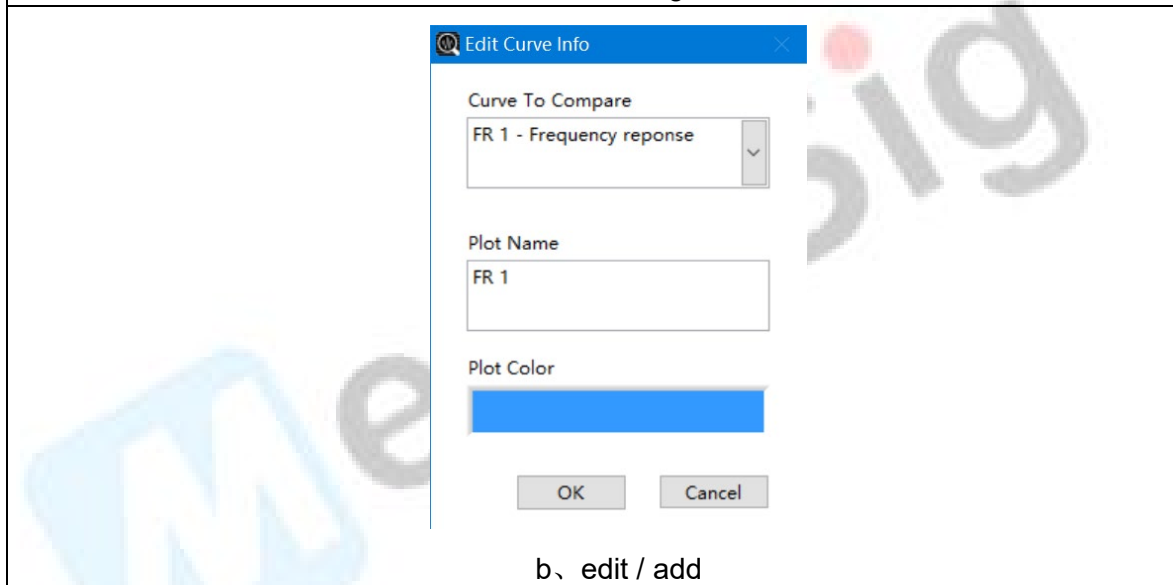 Edit Curve Info
Curve To Compare
FR 1 - Frequency reponse
Plot Name
FR 1
Plot Color
OK Cancel
b、edit / add